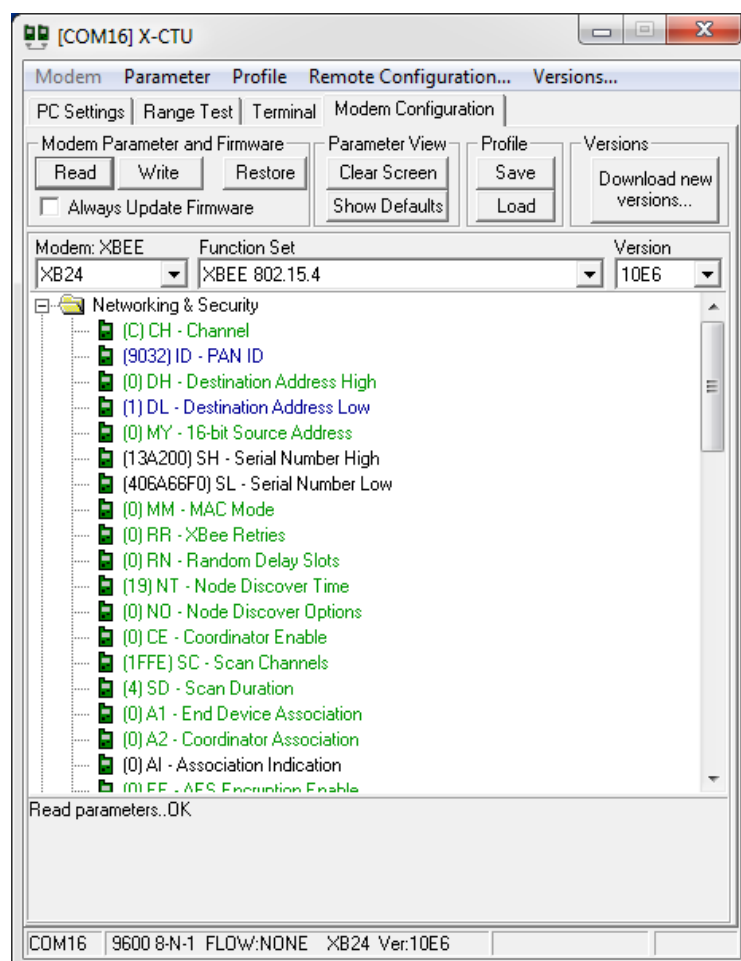 [COM16] X-CTU
Modem Parameter Profile Remote Configuration... Versions...
PC Settings Range Test Terminal Modem Configuration
Modem Parameter and Firmware Parameter View Profile Versions
Read Write Restore Clear Screen Save Download new versions...
Always Update Firmware Show Defaults Load
Modem: XBEE Function Set Version
XB24 XBEE 802.15.4 10E6
Networking & Security
(C) CH - Channel
(9032) ID - PAN ID
(0) DH - Destination Address High
(1) DL - Destination Address Low
(0) MY - 16-bit Source Address
(13A200) SH - Serial Number High
(406A66F0) SL - Serial Number Low
(0) MM - MAC Mode
(0) RR - XBee Retries
(0) RN - Random Delay Slots
(19) NT - Node Discover Time
(0) NO - Node Discover Options
(0) CE - Coordinator Enable
(1FFE) SC - Scan Channels
(4) SD - Scan Duration
(0) A1 - End Device Association
(0) A2 - Coordinator Association
(0) AI - Association Indication
(0) EE - AES Encryption Enable
Read parameters..OK
COM16 9600 8-N-1 FLOW:NONE XB24 Ver:10E6